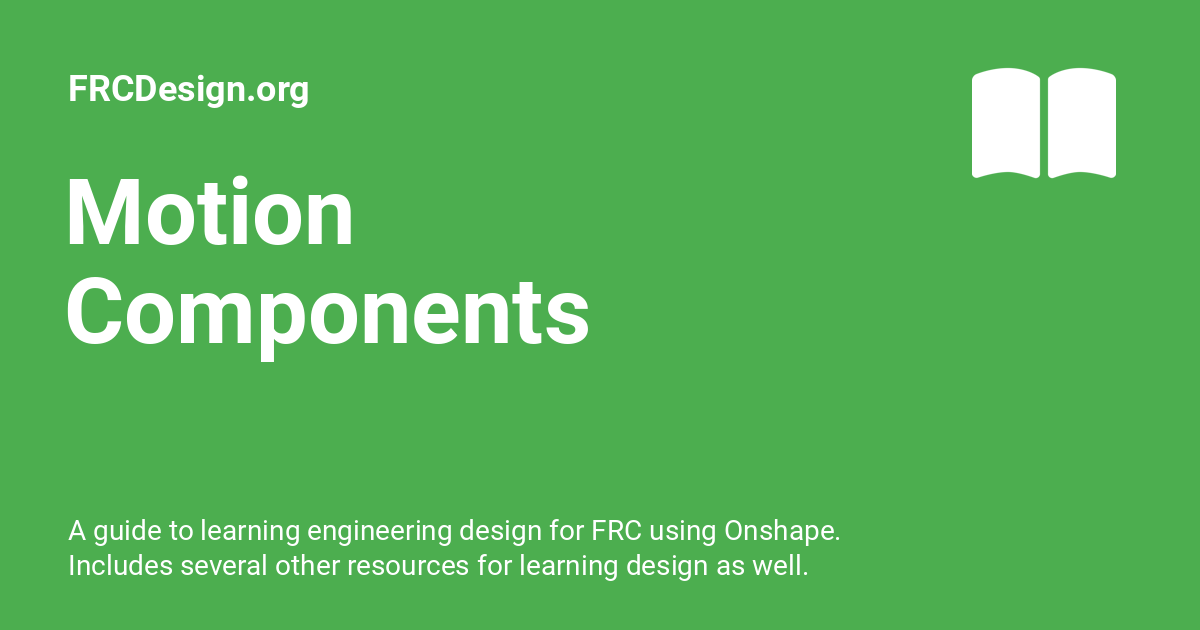 FRCDesign.org
Motion
Components
A guide to learning engineering design for FRC using Onshape.
Includes several other resources for learning design as well.